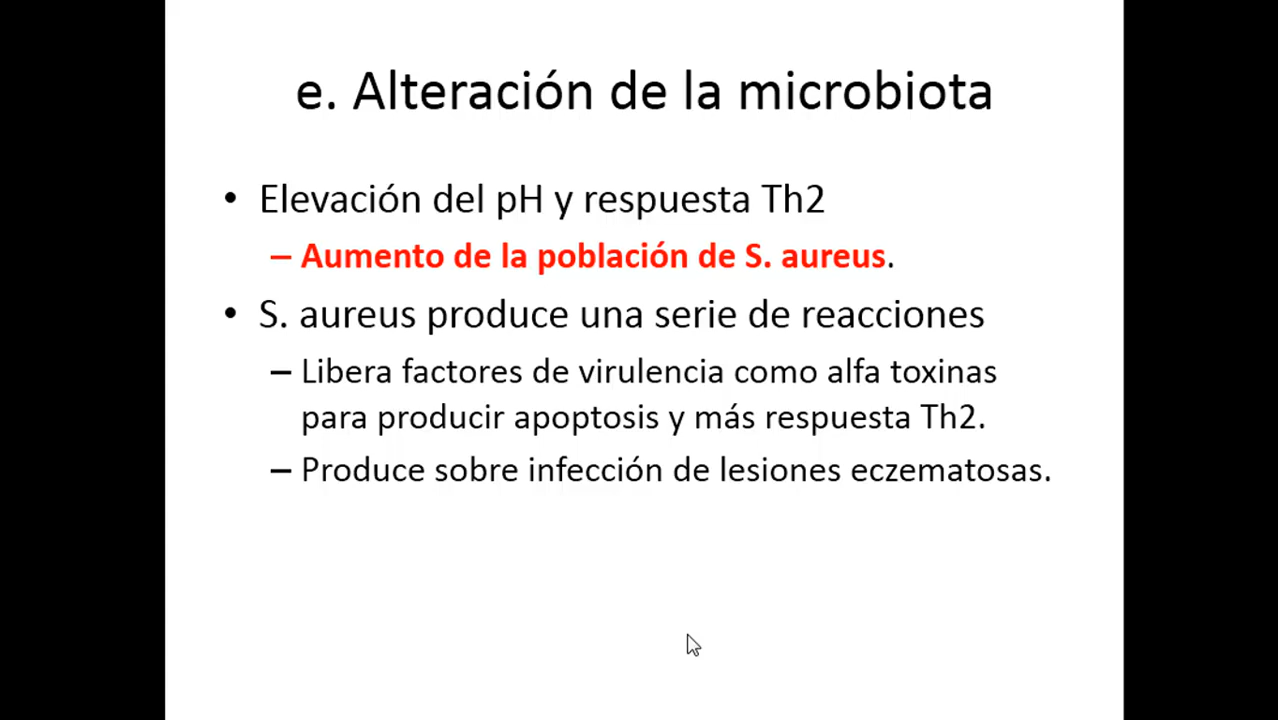 e. Alteración de la microbiota
• Elevación del pH y respuesta Th2
– Aumento de la población de S. aureus.
• S. aureus produce una serie de reacciones
– Libera factores de virulencia como alfa toxinas
para producir apoptosis y más respuesta Th2.
– Produce sobre infección de lesiones eczematosas.